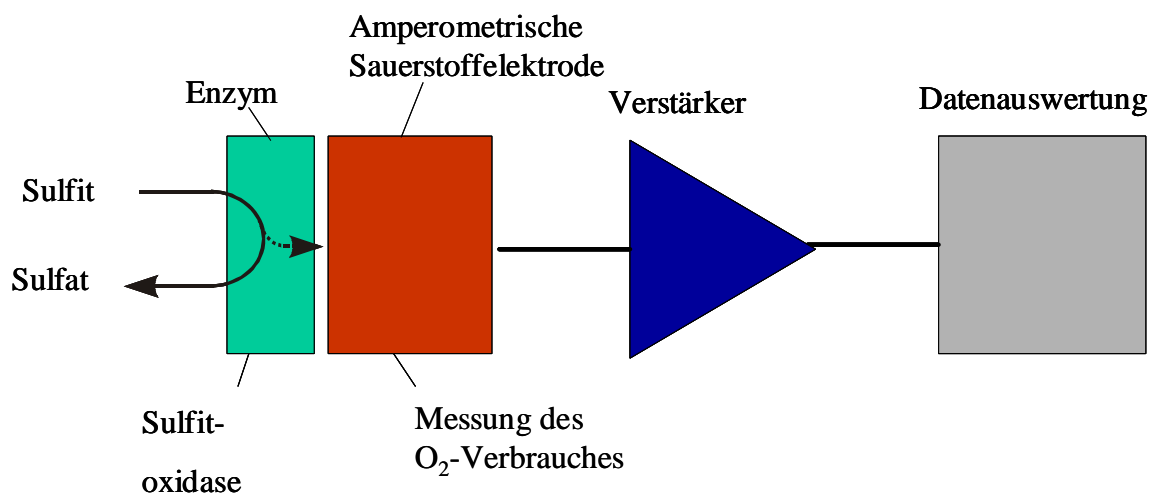 Amperometrische
Sauerstoffelektrode
Enzym
Verstärker
Datenauswertung
Sulfit
Sulfat
Sulfit-
oxidase
Messung des
O₂-Verbrauches